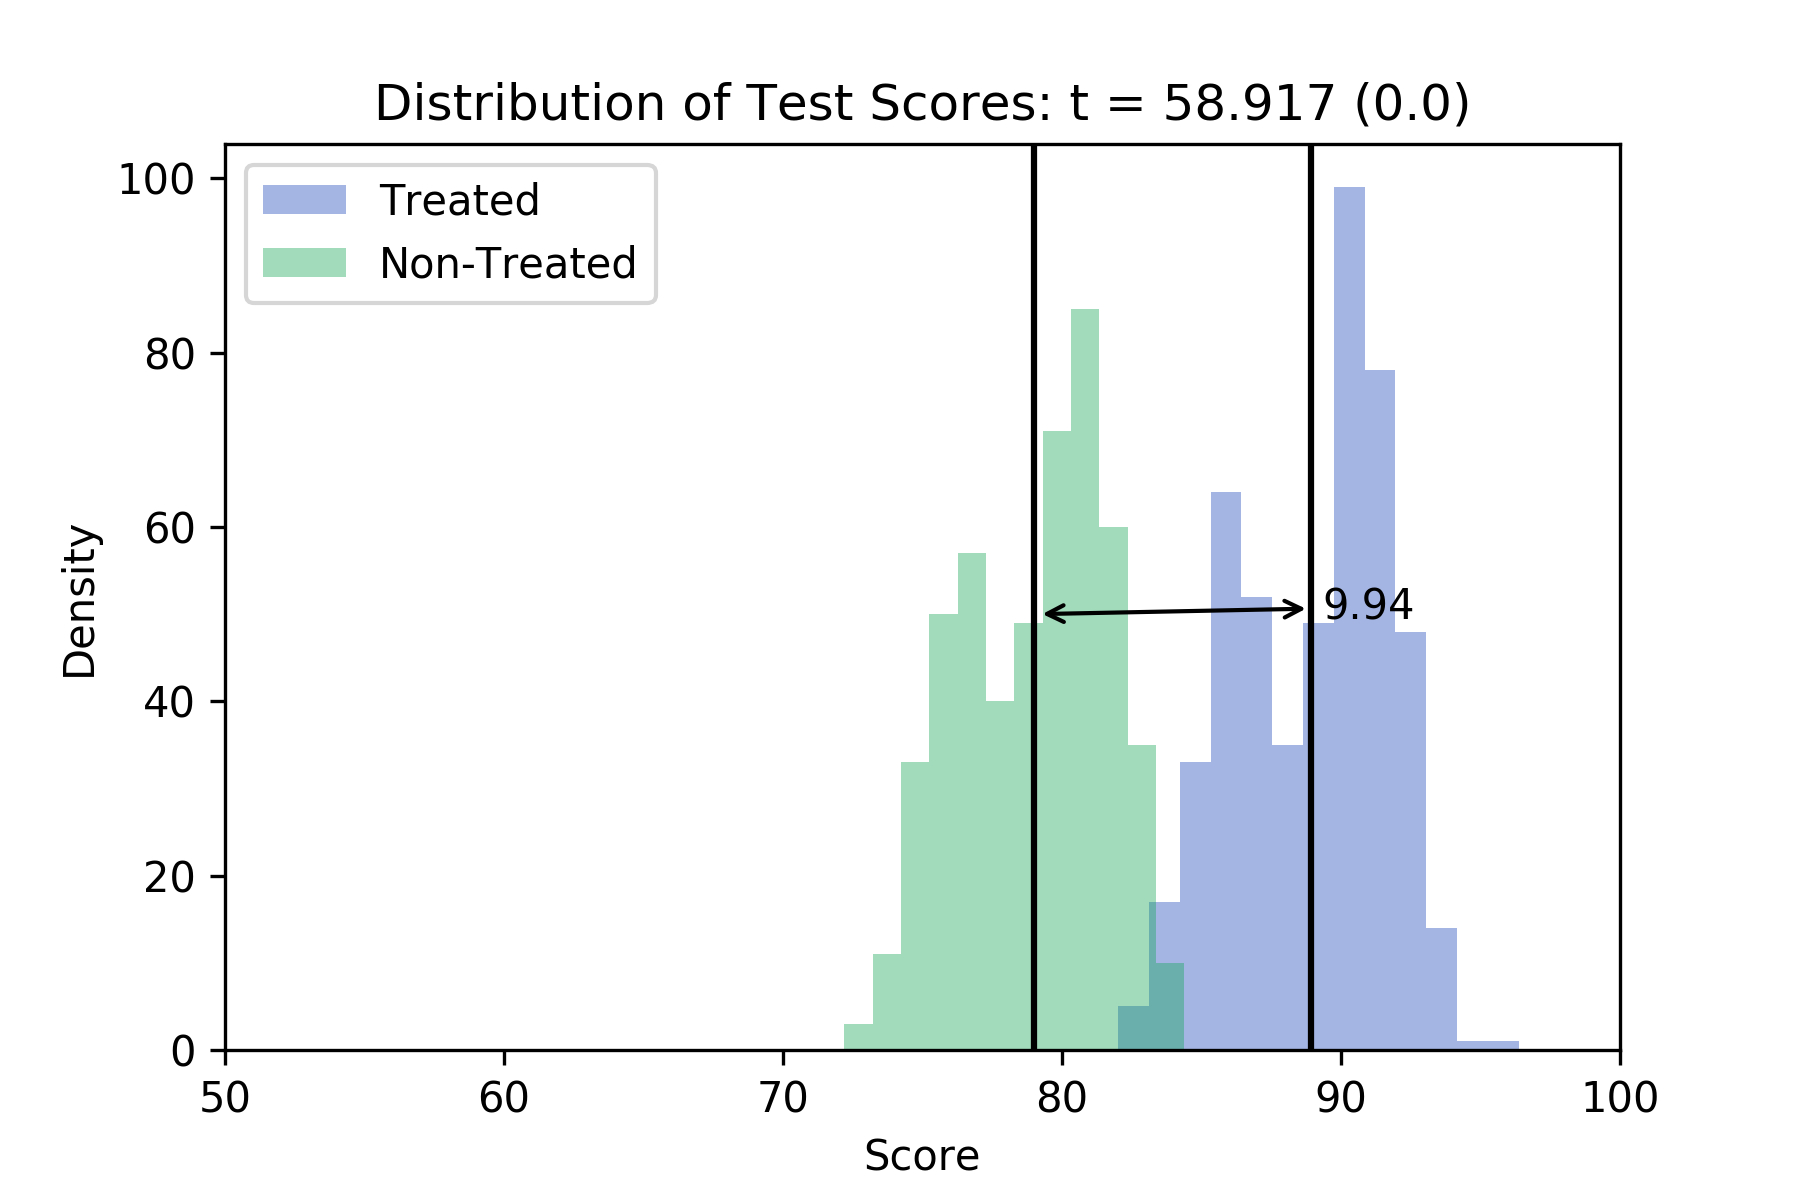 Distribution of Test Scores: t = 58.917 (0.0)
Treated
Non-Treated
100
80
60
40
20
0
Density
9.94
50 60 70 80 90 100
Score